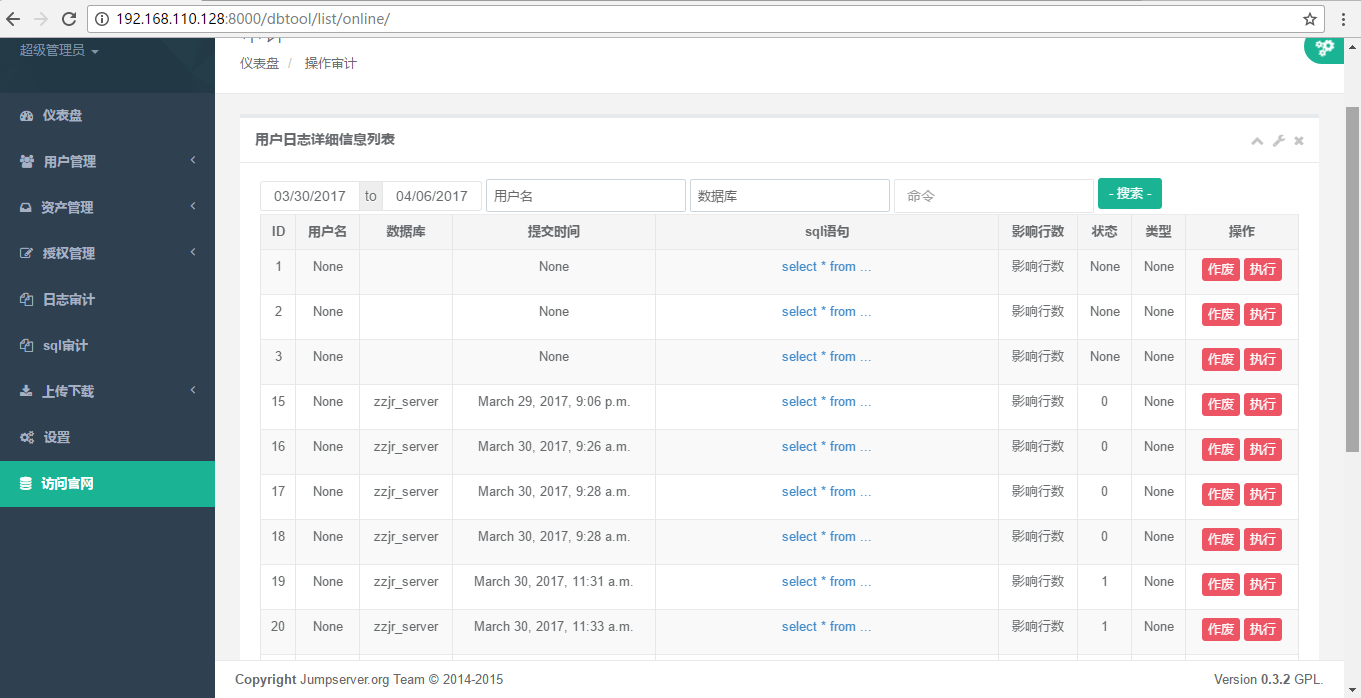 192.168.110.128:8000/dbtool/list/online/
超级管理员
仪表盘
用户管理
资产管理
授权管理
日志审计
sql审计
上传下载
设置
访问官网
仪表盘 / 操作审计
用户日志详细信息列表
03/30/2017 to 04/06/2017 用户名 数据库 命令 - 搜索 -
ID 用户名 数据库 提交时间 sql语句 影响行数 状态 类型 操作
1 None None select * from ... 影响行数 None None 作废 执行
2 None None select * from ... 影响行数 None None 作废 执行
3 None None select * from ... 影响行数 None None 作废 执行
15 None zzjr_server March 29, 2017, 9:06 p.m. select * from ... 影响行数 0 None 作废 执行
16 None zzjr_server March 30, 2017, 9:26 a.m. select * from ... 影响行数 0 None 作废 执行
17 None zzjr_server March 30, 2017, 9:28 a.m. select * from ... 影响行数 0 None 作废 执行
18 None zzjr_server March 30, 2017, 9:28 a.m. select * from ... 影响行数 0 None 作废 执行
19 None zzjr_server March 30, 2017, 11:31 a.m. select * from ... 影响行数 1 None 作废 执行
20 None zzjr_server March 30, 2017, 11:33 a.m. select * from ... 影响行数 1 None 作废 执行
Copyright Jumpserver.org Team © 2014-2015 Version 0.3.2 GPL.